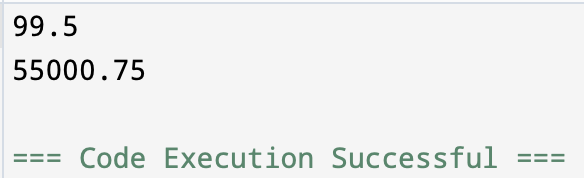 99.5
55000.75
=== Code Execution Successful ===